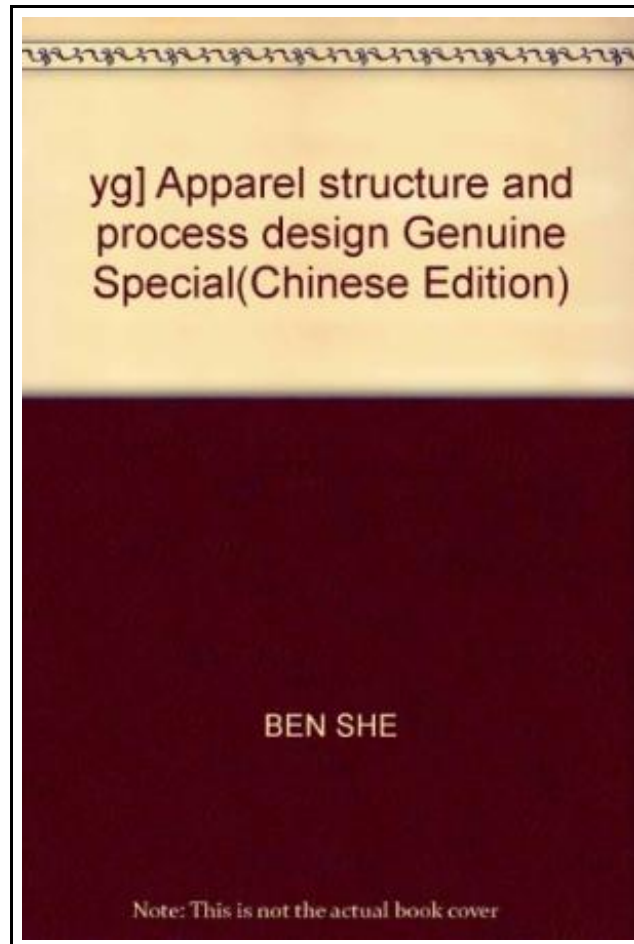 yg] Apparel structure and
process design Genuine
Special(Chinese Edition)
BEN SHE
Note: This is not the actual book cover